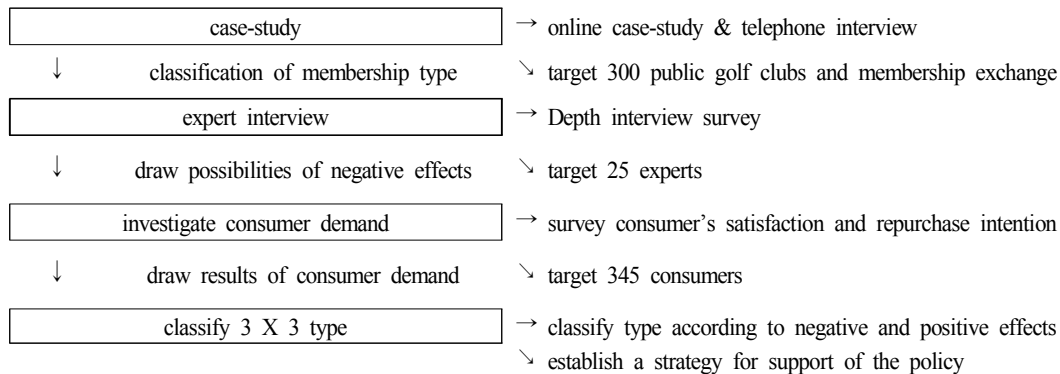 case-study → online case-study & telephone interview
↓ classification of membership type ↘ target 300 public golf clubs and membership exchange
expert interview → Depth interview survey
↓ draw possibilities of negative effects ↘ target 25 experts
investigate consumer demand → survey consumer's satisfaction and repurchase intention
↓ draw results of consumer demand ↘ target 345 consumers
classify 3 X 3 type → classify type according to negative and positive effects
↘ establish a strategy for support of the policy